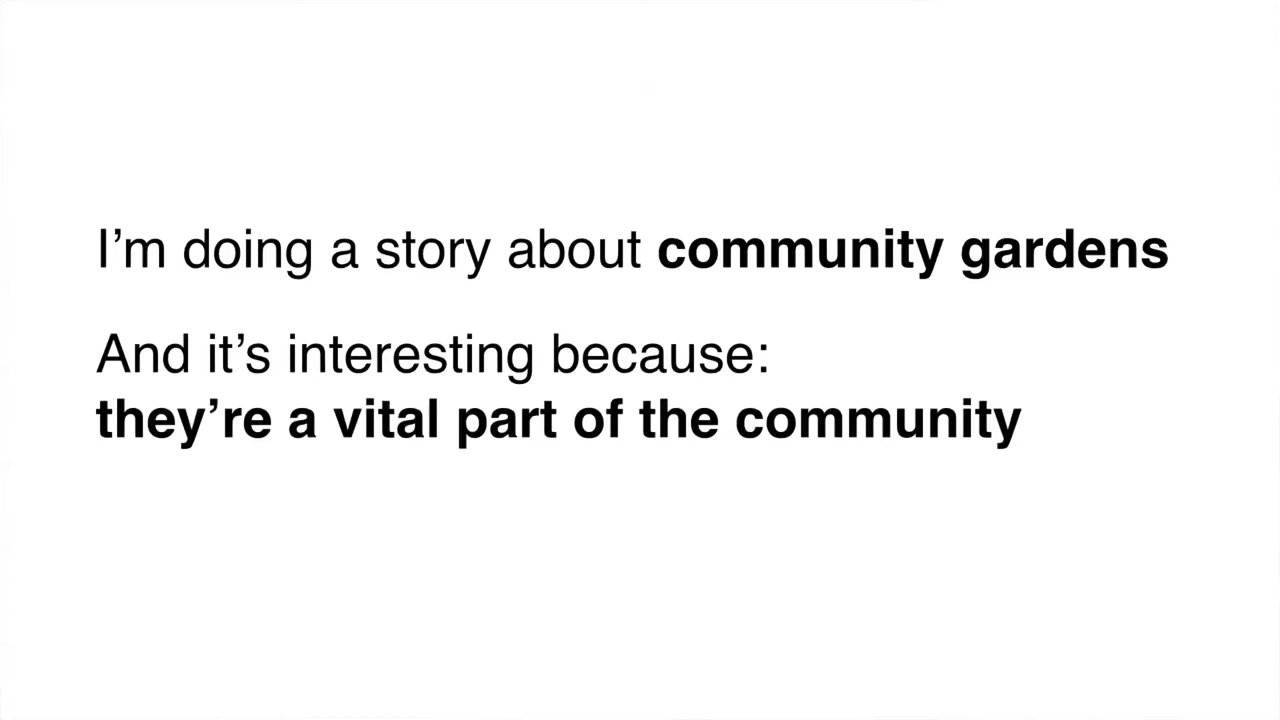 I’m doing a story about community gardens
And it’s interesting because:
they’re a vital part of the community